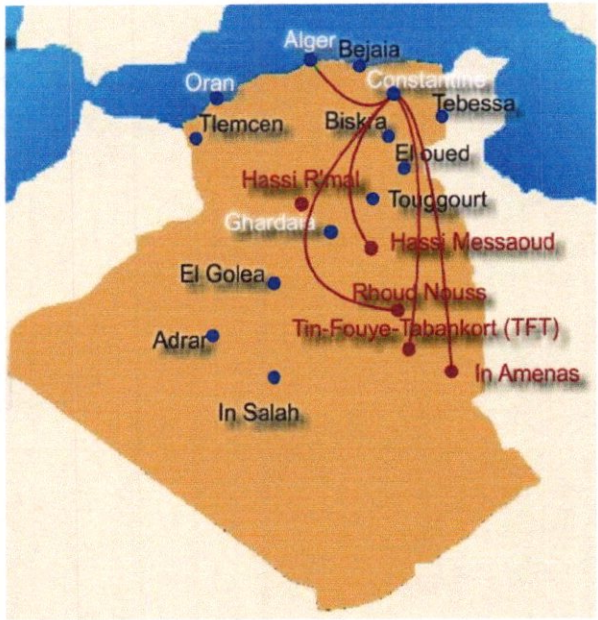 Alger
Bejaia
Constantine
Oran
Tebessa
Tlemcen
Biskra
El oued
Hassi R'mal
Touggourt
Ghardaia
Hassi Messaoud
El Golea
Rhoud Nouss
Tin-Fouye-Tabankort (TFT)
Adrar
In Amenas
In Salah